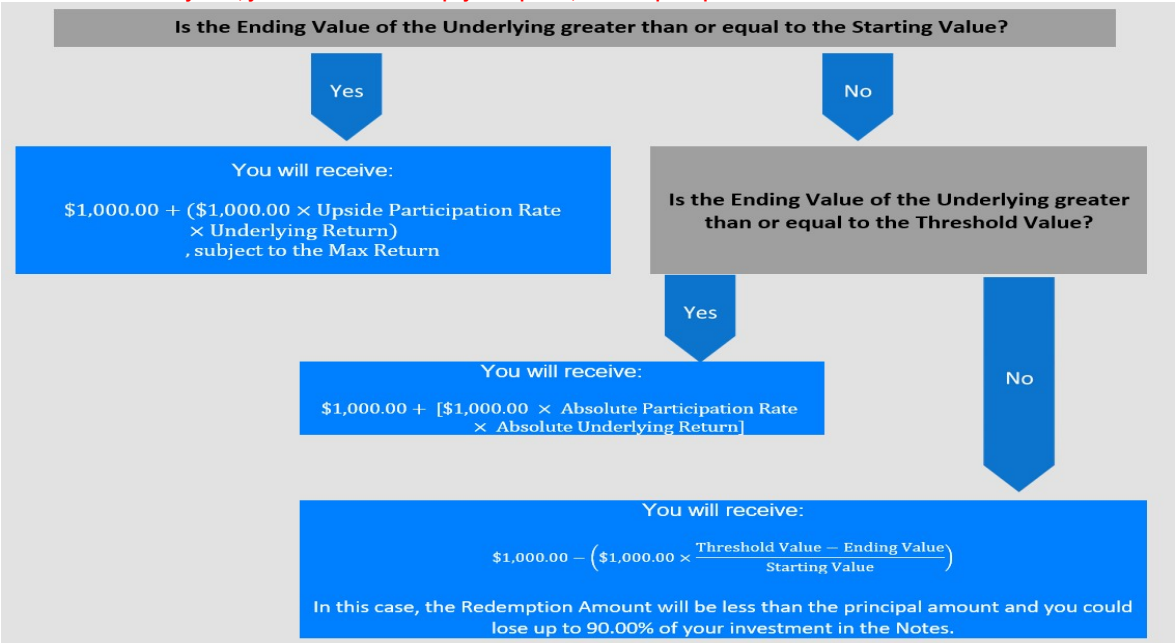 Is the Ending Value of the Underlying greater than or equal to the Starting Value?
Yes
No
You will receive:
$1,000.00 + ($1,000.00 × Upside Participation Rate
× Underlying Return)
, subject to the Max Return
Is the Ending Value of the Underlying greater
than or equal to the Threshold Value?
Yes
No
You will receive:
$1,000.00 + [$1,000.00 × Absolute Participation Rate
× Absolute Underlying Return]
You will receive:
$1,000.00 − ($1,000.00 × (Threshold Value − Ending Value) / Starting Value)
In this case, the Redemption Amount will be less than the principal amount and you could
lose up to 90.00% of your investment in the Notes.